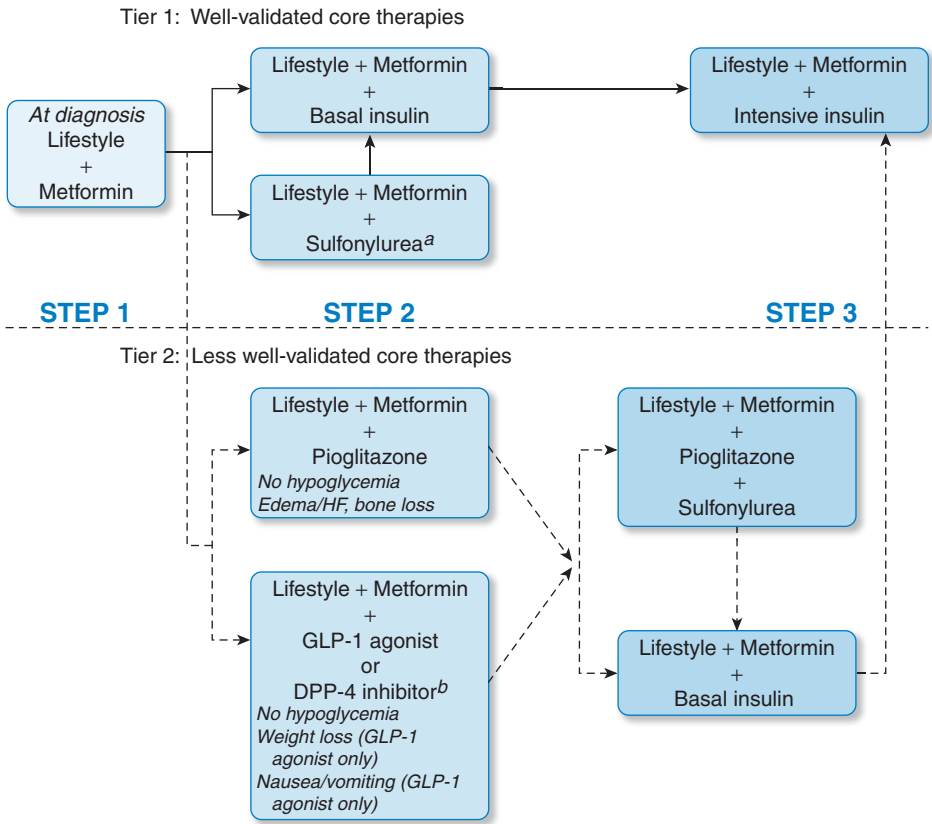 Tier 1: Well-validated core therapies
At diagnosis
Lifestyle
+
Metformin
Lifestyle + Metformin
+
Basal insulin
Lifestyle + Metformin
+
Intensive insulin
Lifestyle + Metformin
+
Sulfonylurea^a
STEP 1
STEP 2
STEP 3
Tier 2: Less well-validated core therapies
Lifestyle + Metformin
+
Pioglitazone
No hypoglycemia
Edema/HF, bone loss
Lifestyle + Metformin
+
Pioglitazone
+
Sulfonylurea
Lifestyle + Metformin
+
GLP-1 agonist
or
DPP-4 inhibitor^b
No hypoglycemia
Weight loss (GLP-1
agonist only)
Nausea/vomiting (GLP-1
agonist only)
Lifestyle + Metformin
+
Basal insulin